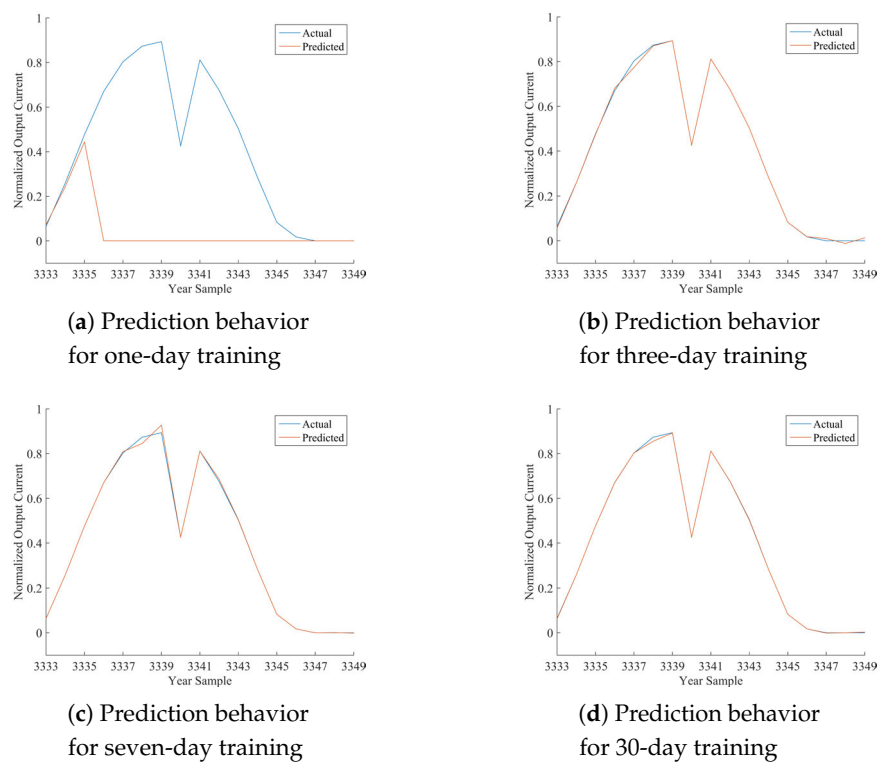 1
0.8
0.6
0.4
0.2
0
Normalized Output Current
Actual
Predicted
3333 3335 3337 3339 3341 3343 3345 3347 3349
Year Sample
(a) Prediction behavior
for one-day training
1
0.8
0.6
0.4
0.2
0
Normalized Output Current
Actual
Predicted
3333 3335 3337 3339 3341 3343 3345 3347 3349
Year Sample
(b) Prediction behavior
for three-day training
1
0.8
0.6
0.4
0.2
0
Normalized Output Current
Actual
Predicted
3333 3335 3337 3339 3341 3343 3345 3347 3349
Year Sample
(c) Prediction behavior
for seven-day training
1
0.8
0.6
0.4
0.2
0
Normalized Output Current
Actual
Predicted
3333 3335 3337 3339 3341 3343 3345 3347 3349
Year Sample
(d) Prediction behavior
for 30-day training